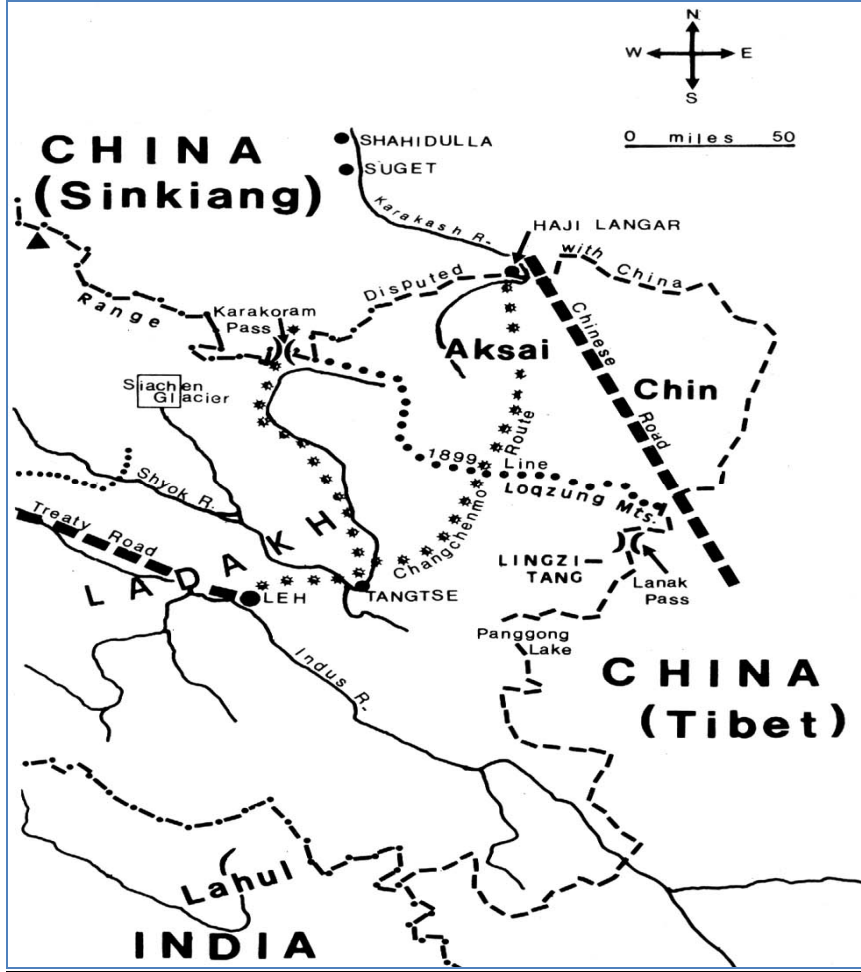 N
W E
S
0 miles 50
CHINA
(Sinkiang)
SHAHIDULLA
SUGET
Karakash R-
HAJI LANGAR
Disputed
with China
Range
Karakoram
Pass
Aksai
Chin
Chinese
Road
Siachen
Glacier
Route
1899 Line
Loqzung Mts.
Shyok R.
Treaty Road
LADAKH
Changchenmo
LINGZI
TANG
Lanak
Pass
LEH
TANGTSE
Panggong
Lake
Indus R-
CHINA
(Tibet)
Lahul
INDIA